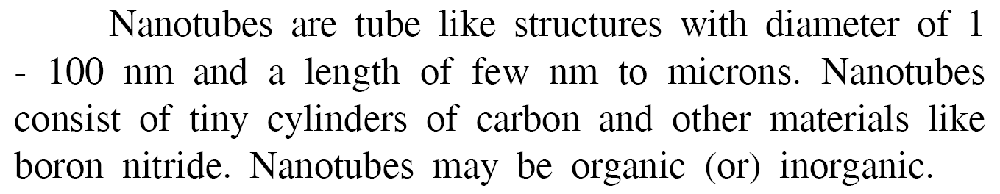 Nanotubes are tube like structures with diameter of 1
- 100 nm and a length of few nm to microns. Nanotubes
consist of tiny cylinders of carbon and other materials like
boron nitride. Nanotubes may be organic (or) inorganic.